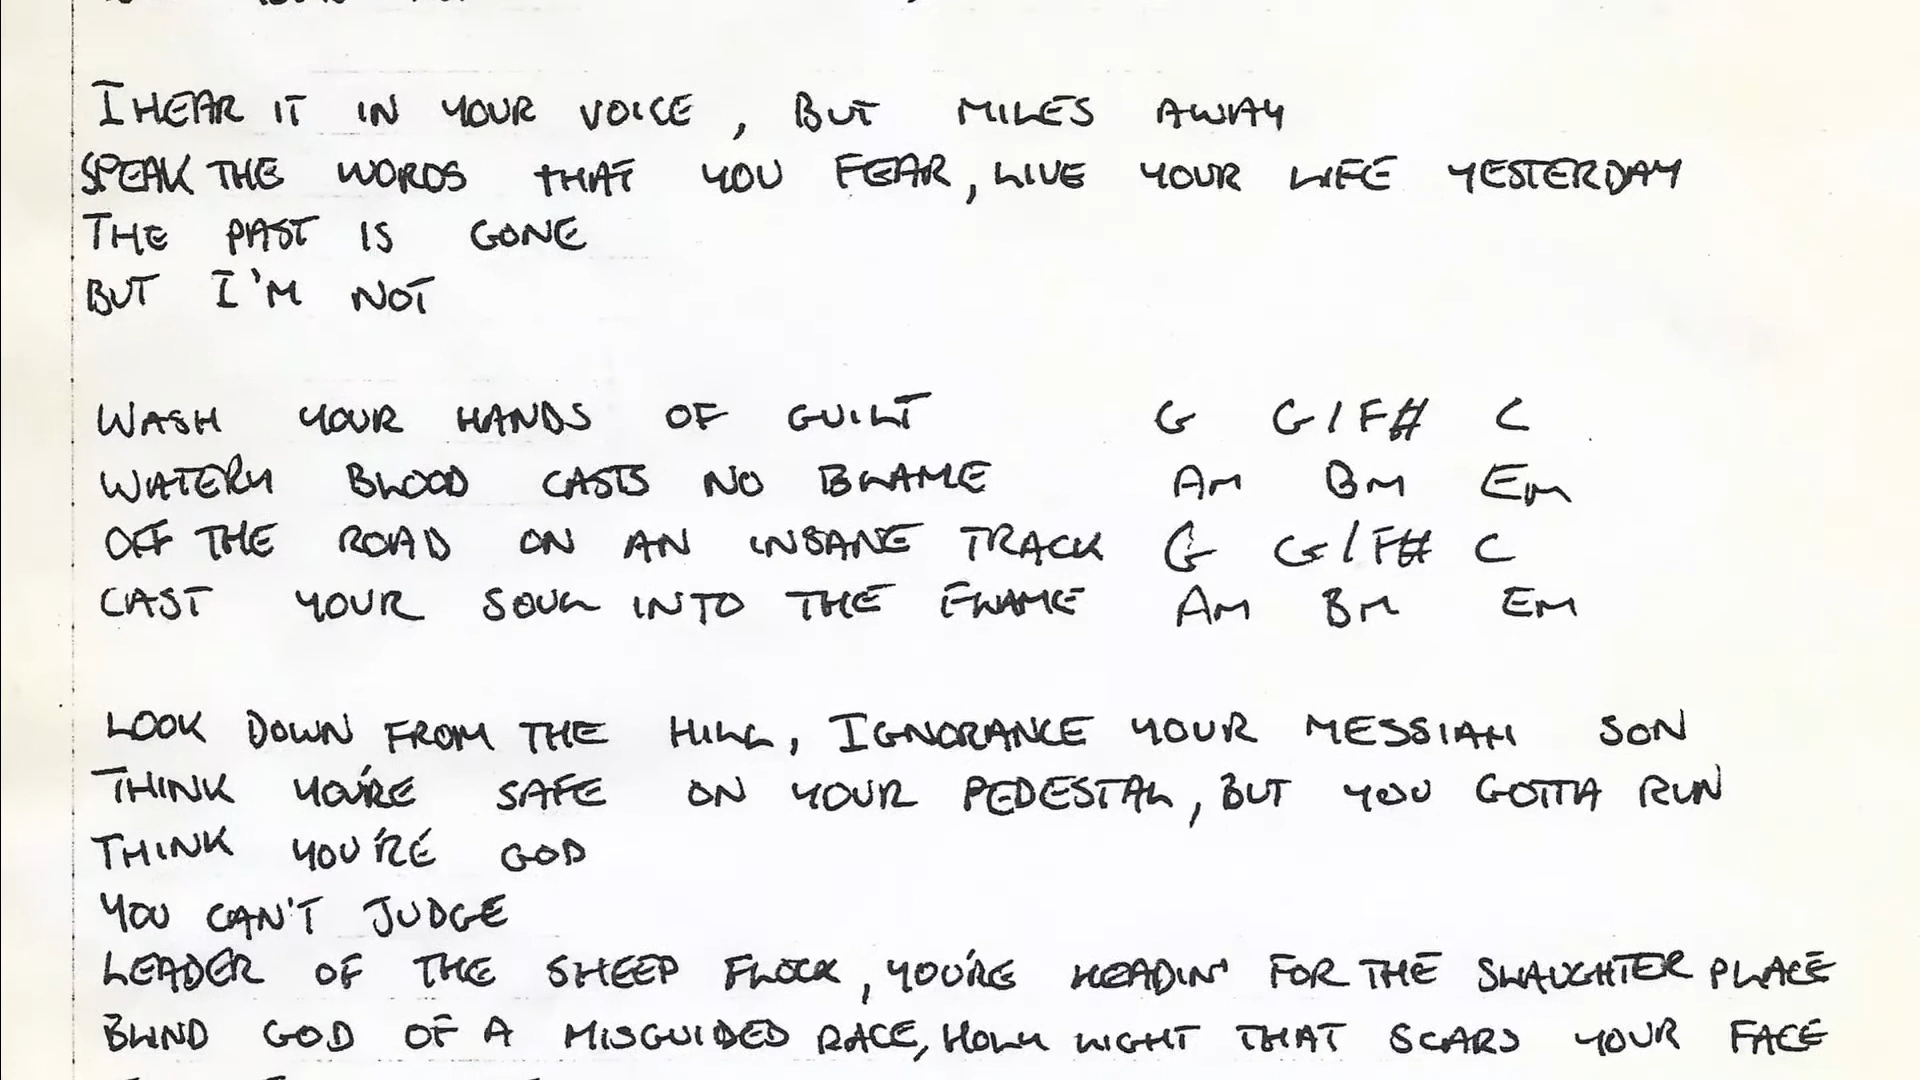 I HEAR IT IN YOUR VOICE, BUT MILES AWAY
SPEAK THE WORDS THAT YOU FEAR, LIVE YOUR LIFE YESTERDAY
THE PAST IS GONE
BUT I'M NOT
WASH YOUR HANDS OF GUILT G G/F# C
WATERY BLOOD CASTS NO BLAME Am Bm Em
OFF THE ROAD ON AN INSANE TRACK G G/F# C
CAST YOUR SOUL INTO THE FLAME Am Bm Em
LOOK DOWN FROM THE HILL, IGNORANCE YOUR MESSIAH SON
THINK YOU'RE SAFE ON YOUR PEDESTAL, BUT YOU GOTTA RUN
THINK YOU'RE GOD
YOU CAN'T JUDGE
LEADER OF THE SHEEP FLOCK, YOU'RE HEADIN' FOR THE SLAUGHTER PLACE
BLIND GOD OF A MISGUIDED RACE, HOLY LIGHT THAT SCARS YOUR FACE